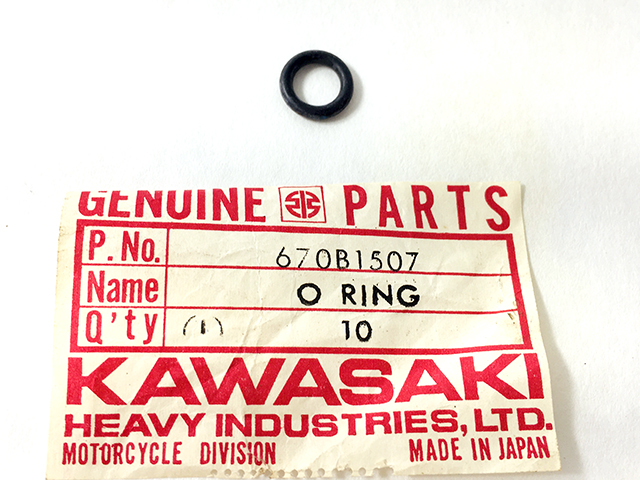 GENUINE PARTS
P. No. 670B1507
Name O RING
Q'ty (1) 10
KAWASAKI
HEAVY INDUSTRIES, LTD.
MOTORCYCLE DIVISION MADE IN JAPAN